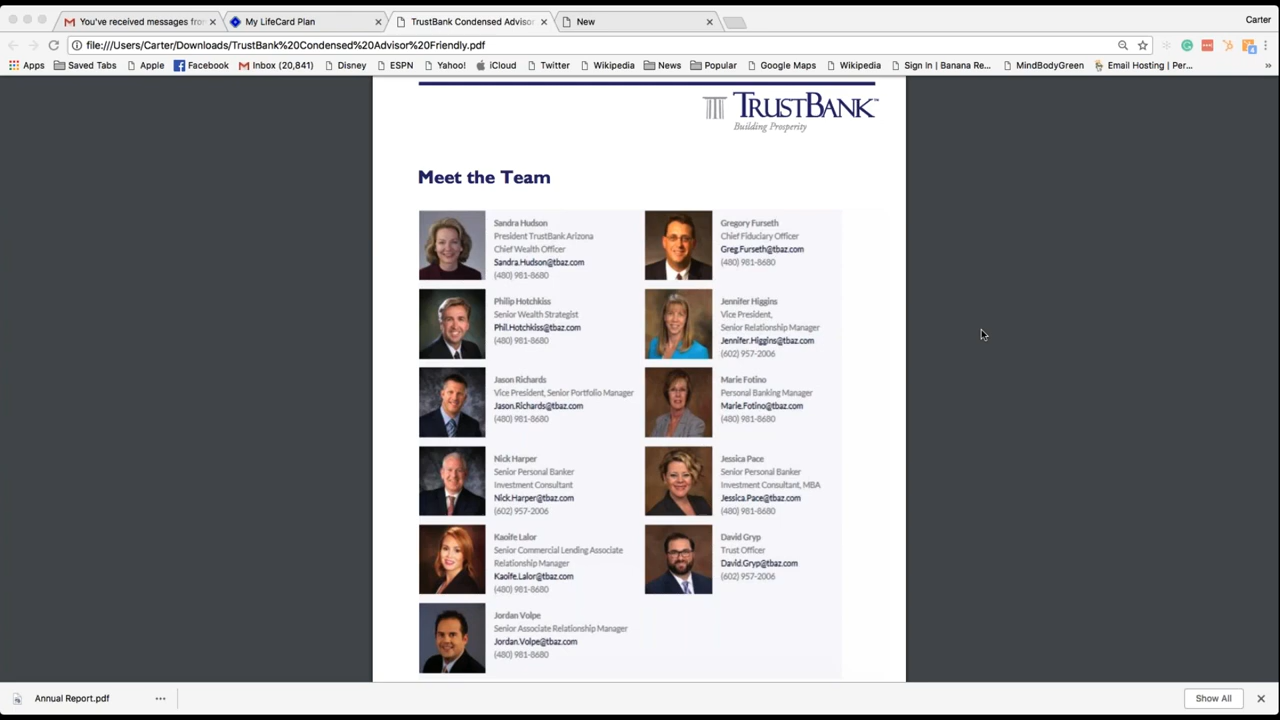 You've received messages fro
My LifeCard Plan
TrustBank Condensed Advisor
New
Carter
file:///Users/Carter/Downloads/TrustBank%20Condensed%20Advisor%20Friendly.pdf
Apps
Saved Tabs
Apple
Facebook
Inbox (20,841)
Disney
ESPN
Yahoo!
iCloud
Twitter
Wikipedia
News
Popular
Google Maps
Wikipedia
Sign In | Banana Re...
MindBodyGreen
Email Hosting | Per...
»
TRUSTBANK™
Building Prosperity
Meet the Team
Sandra Hudson
President TrustBank Arizona
Chief Wealth Officer
Sandra.Hudson@tbaz.com
(480) 981-8680
Gregory Furseth
Chief Fiduciary Officer
Greg.Furseth@tbaz.com
(480) 981-8680
Philip Hotchkiss
Senior Wealth Strategist
Phil.Hotchkiss@tbaz.com
(480) 981-8680
Jennifer Higgins
Vice President,
Senior Relationship Manager
Jennifer.Higgins@tbaz.com
(602) 957-2006
Jason Richards
Vice President, Senior Portfolio Manager
Jason.Richards@tbaz.com
(480) 981-8680
Marie Fotino
Personal Banking Manager
Marie.Fotino@tbaz.com
(480) 981-8680
Nick Harper
Senior Personal Banker
Investment Consultant
Nick.Harper@tbaz.com
(602) 957-2006
Jessica Pace
Senior Personal Banker
Investment Consultant, MBA
Jessica.Pace@tbaz.com
(480) 981-8680
Kaoife Lalor
Senior Commercial Lending Associate
Relationship Manager
Kaoife.Lalor@tbaz.com
(480) 981-8680
David Gryp
Trust Officer
David.Gryp@tbaz.com
(602) 957-2006
Jordan Volpe
Senior Associate Relationship Manager
Jordan.Volpe@tbaz.com
(480) 981-8680
Annual Report.pdf
Show All